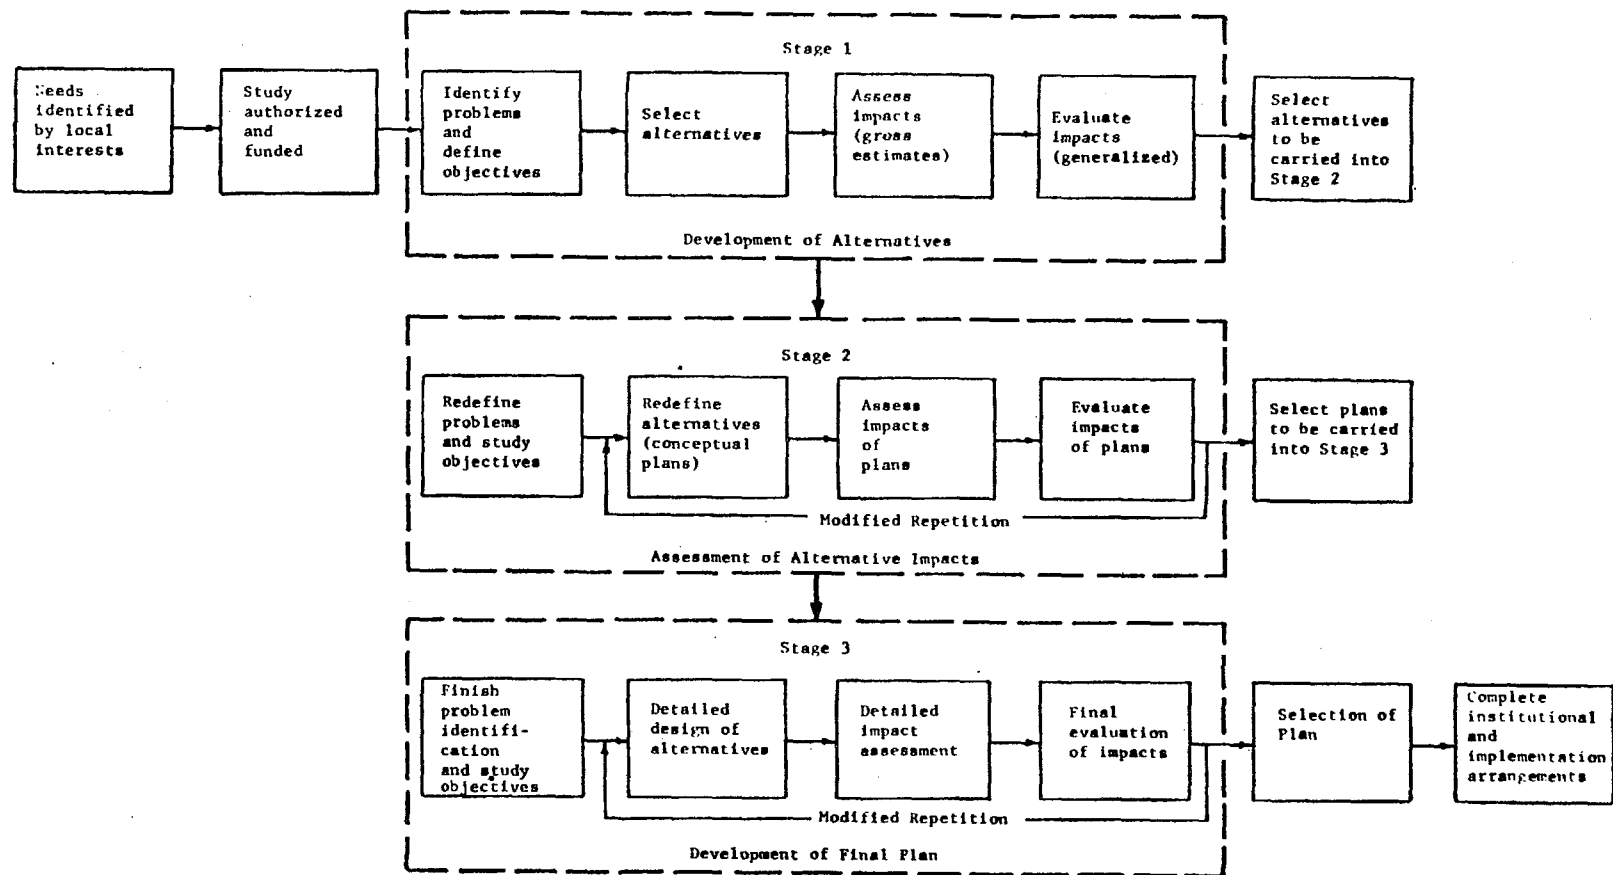 Stage 1
Needs
identified
by local
interests
Study
authorized
and
funded
Identify
problems
and
define
objectives
Select
alternatives
Assess
impacts
(gross
estimates)
Evaluate
impacts
(generalized)
Select
alternatives
to be
carried into
Stage 2
Development of Alternatives
Stage 2
Redefine
problems
and study
objectives
Redefine
alternatives
(conceptual
plans)
Assess
impacts
of
plans
Evaluate
impacts
of plans
Select plans
to be carried
into Stage 3
Modified Repetition
Assessment of Alternative Impacts
Stage 3
Finish
problem
identifi-
cation
and study
objectives
Detailed
design of
alternatives
Detailed
impact
assessment
Final
evaluation
of impacts
Selection of
Plan
Complete
institutional
and
implementation
arrangements
Modified Repetition
Development of Final Plan